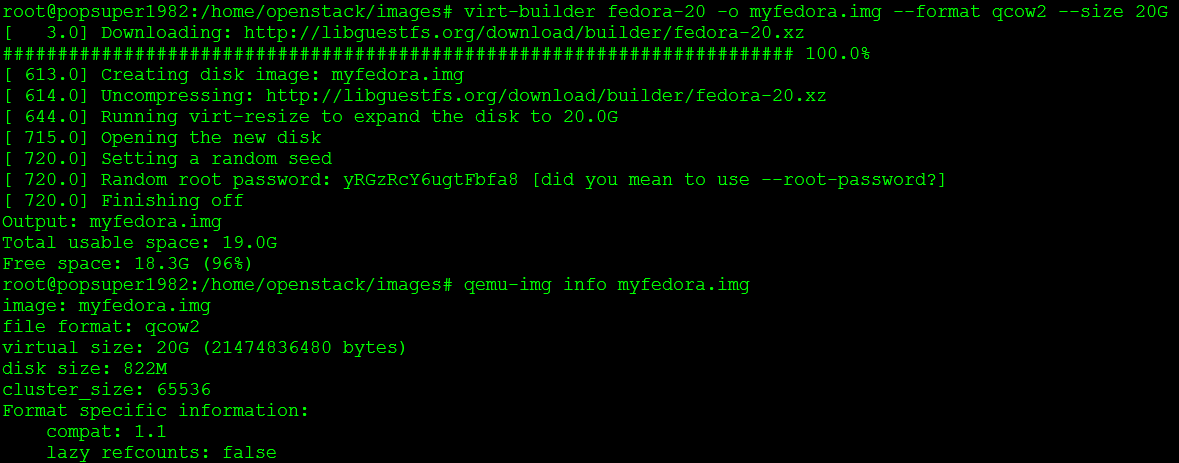 root@popsuper1982:/home/openstack/images# virt-builder fedora-20 -o myfedora.img --format qcow2 --size 20G
[   3.0] Downloading: http://libguestfs.org/download/builder/fedora-20.xz
######################################################################## 100.0%
[ 613.0] Creating disk image: myfedora.img
[ 614.0] Uncompressing: http://libguestfs.org/download/builder/fedora-20.xz
[ 644.0] Running virt-resize to expand the disk to 20.0G
[ 715.0] Opening the new disk
[ 720.0] Setting a random seed
[ 720.0] Random root password: yRGzRcY6ugtFbfa8 [did you mean to use --root-password?]
[ 720.0] Finishing off
Output: myfedora.img
Total usable space: 19.0G
Free space: 18.3G (96%)
root@popsuper1982:/home/openstack/images# qemu-img info myfedora.img
image: myfedora.img
file format: qcow2
virtual size: 20G (21474836480 bytes)
disk size: 822M
cluster_size: 65536
Format specific information:
    compat: 1.1
    lazy refcounts: false